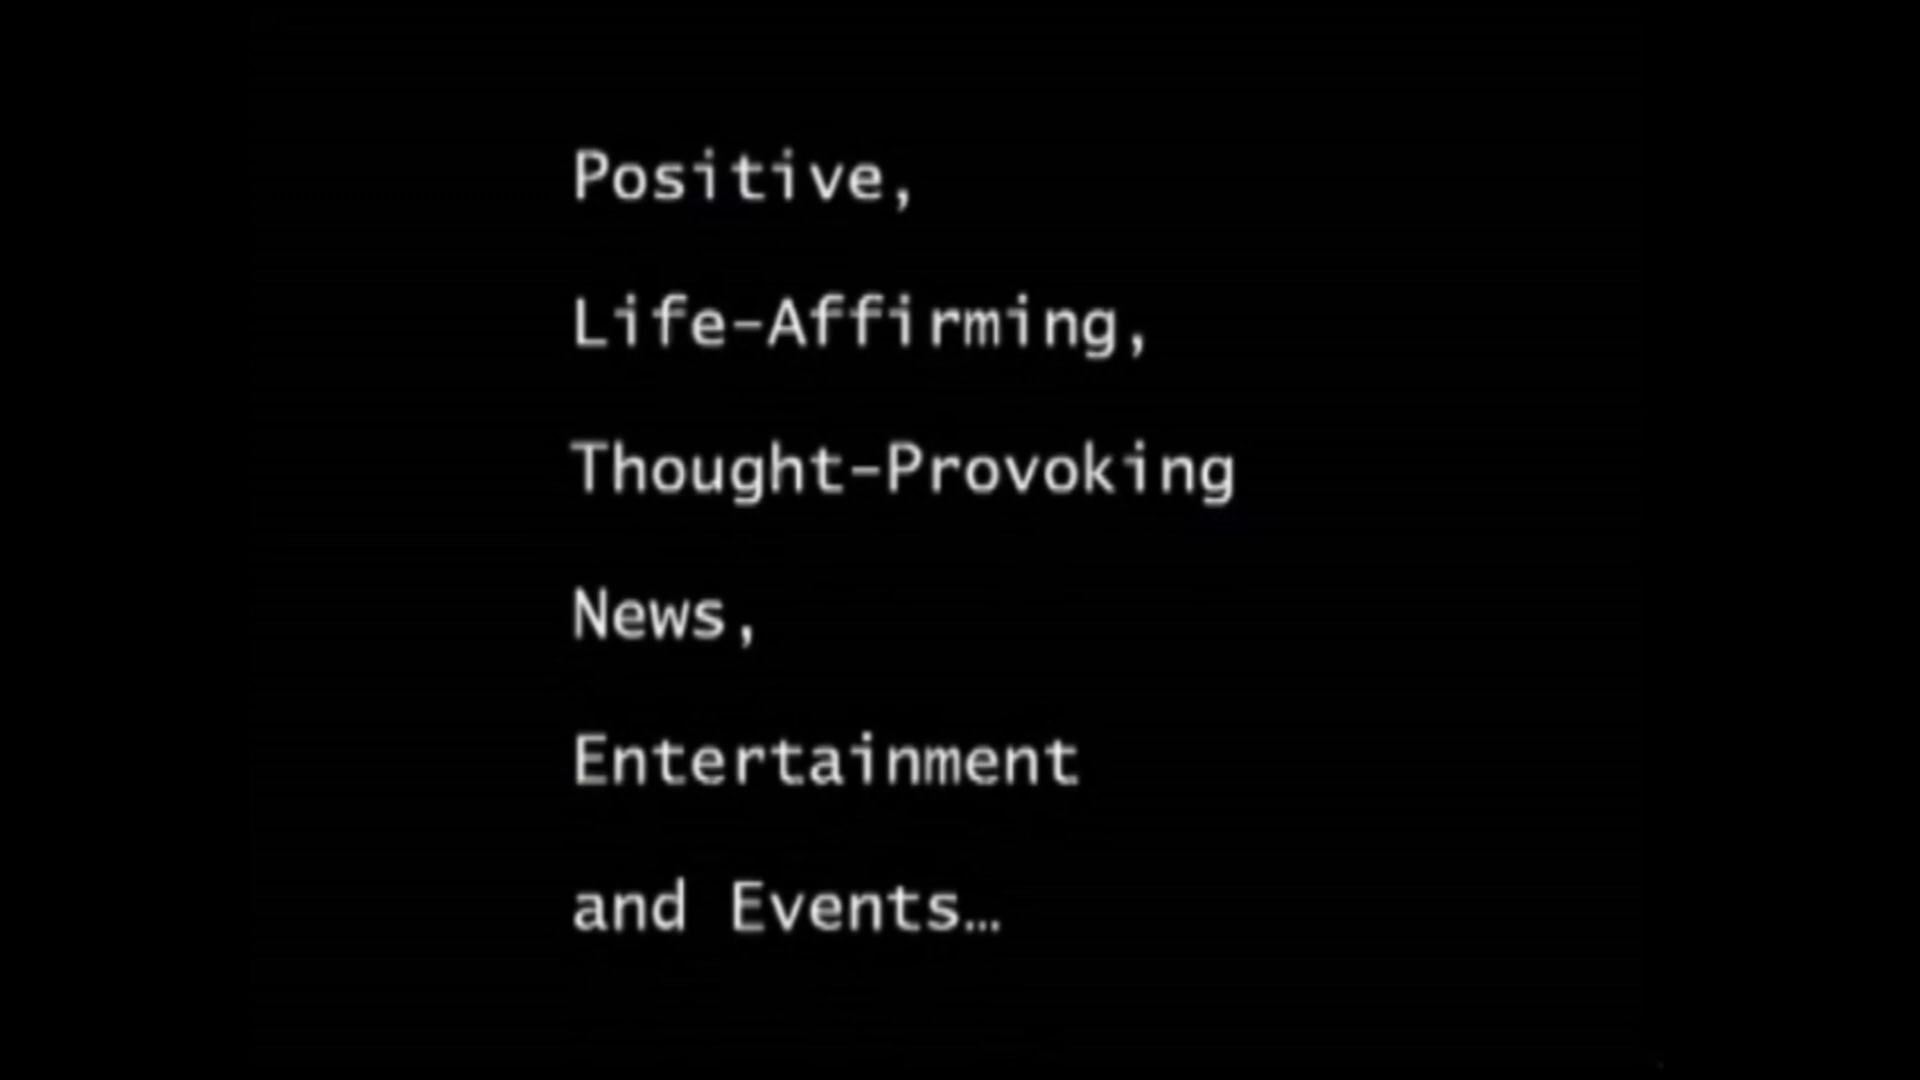 Positive,
Life-Affirming,
Thought-Provoking
News,
Entertainment
and Events…